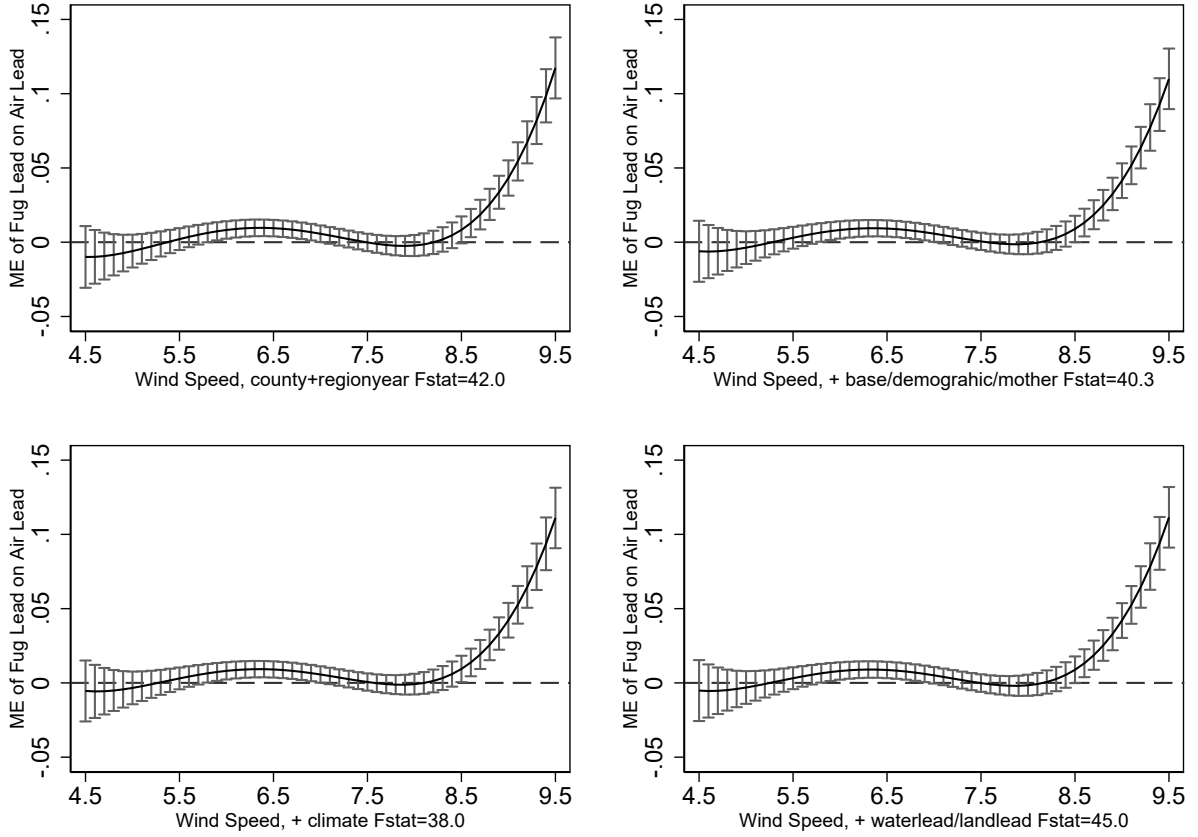 ME of Fug Lead on Air Lead
.15
.1
.05
0
-.05
4.5 5.5 6.5 7.5 8.5 9.5
Wind Speed, county+regionyear Fstat=42.0
ME of Fug Lead on Air Lead
.15
.1
.05
0
-.05
4.5 5.5 6.5 7.5 8.5 9.5
Wind Speed, + base/demograhic/mother Fstat=40.3
ME of Fug Lead on Air Lead
.15
.1
.05
0
-.05
4.5 5.5 6.5 7.5 8.5 9.5
Wind Speed, + climate Fstat=38.0
ME of Fug Lead on Air Lead
.15
.1
.05
0
-.05
4.5 5.5 6.5 7.5 8.5 9.5
Wind Speed, + waterlead/landlead Fstat=45.0